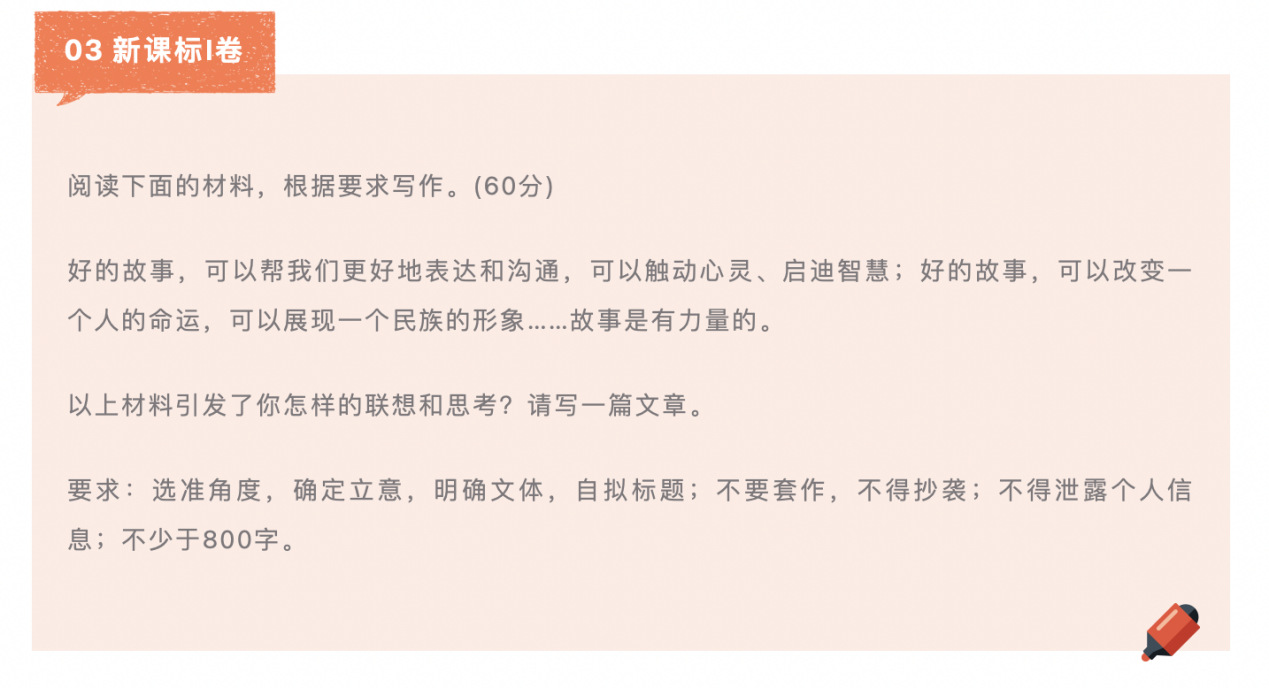 03 新课标I卷
阅读下面的材料，根据要求写作。(60分)
好的故事，可以帮我们更好地表达和沟通，可以触动心灵、启迪智慧；好的故事，可以改变一
个人的命运，可以展现一个民族的形象……故事是有力量的。
以上材料引发了你怎样的联想和思考？请写一篇文章。
要求：选准角度，确定立意，明确文体，自拟标题；不要套作，不得抄袭；不得泄露个人信
息；不少于800字。